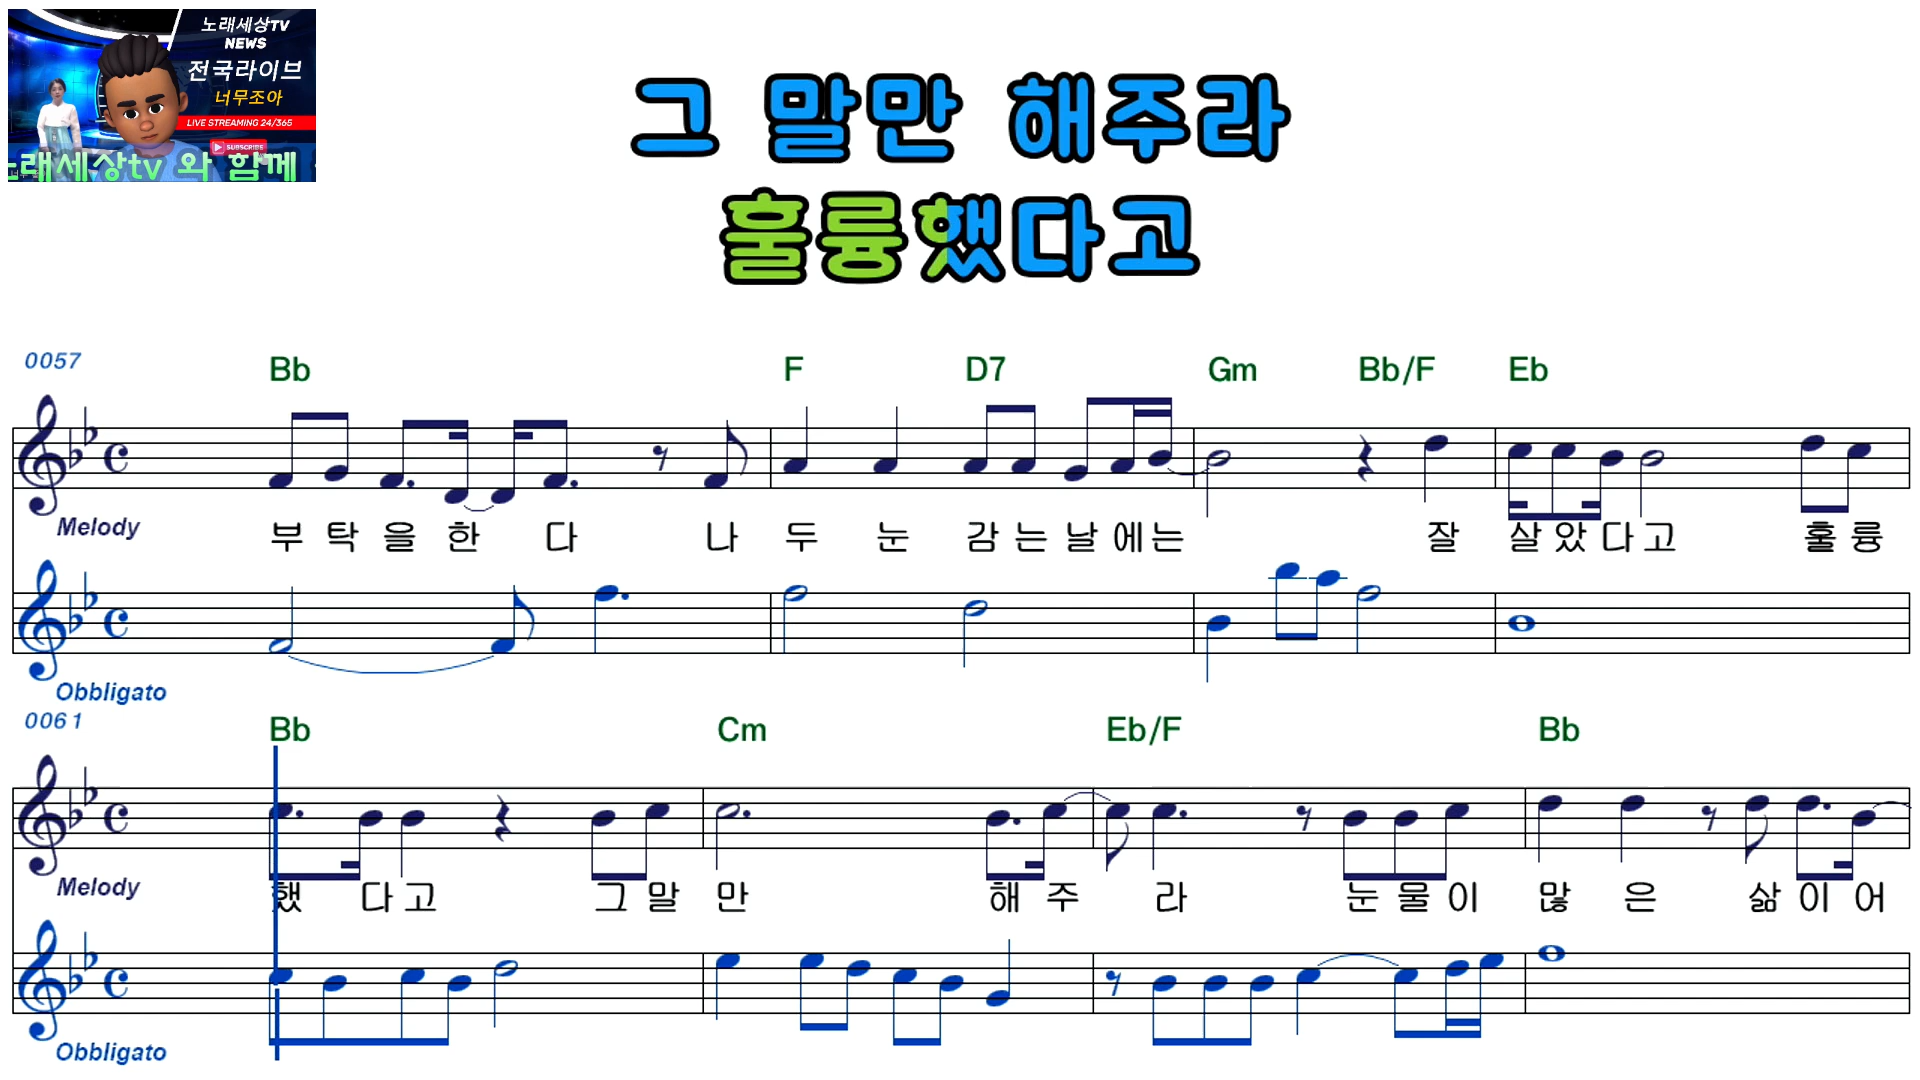 노래세상TV
NEWS
전국라이브
너무조아
LIVE STREAMING 24/365
SUBSCRIBE
노래세상tv 와 함께
그 말만 해주라
훌륭했다고
0057
Bb F D7 Gm Bb/F Eb
Melody
부 탁 을 한 다 나 두 눈 감 는 날 에 는 잘 살 았 다 고 훌 륭
Obbligato
0061
Bb Cm Eb/F Bb
Melody
했 다 고 그 말 만 해 주 라 눈 물 이 많 은 삶 이 어
Obbligato